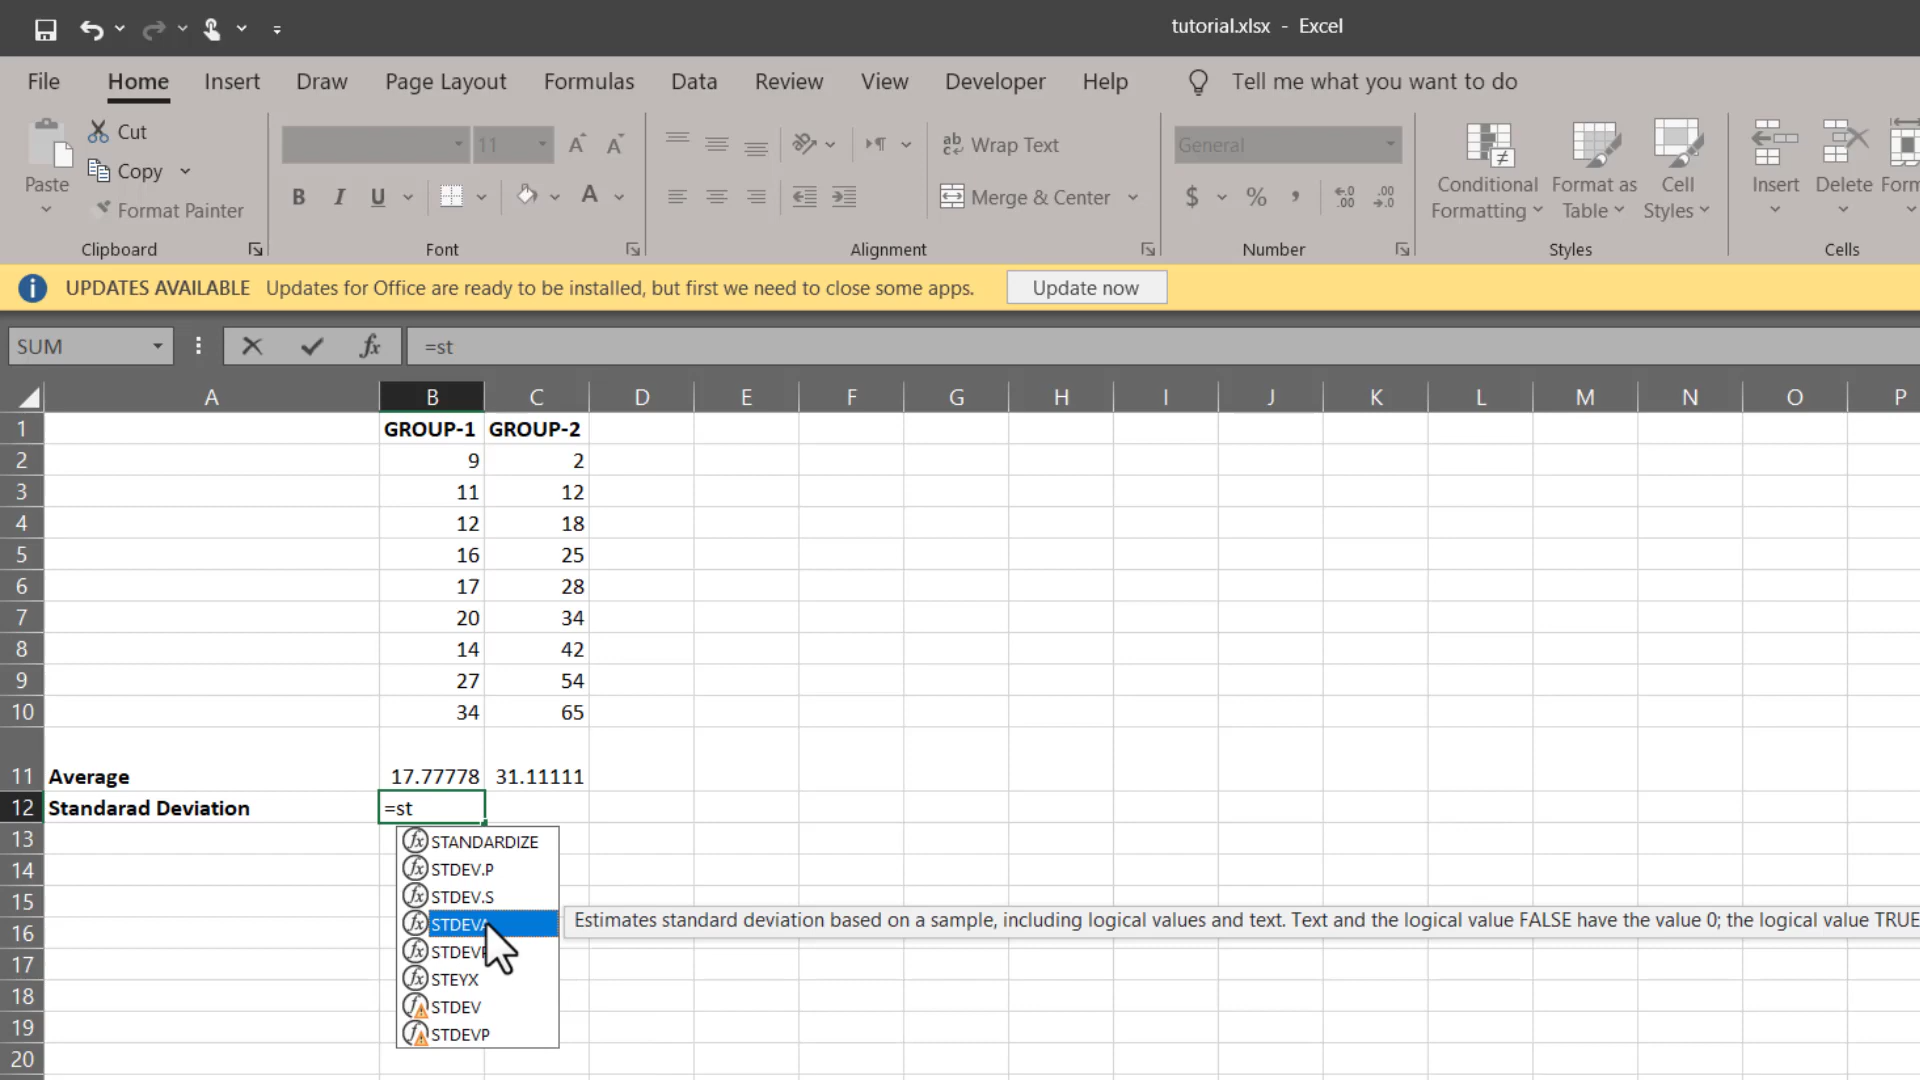 tutorial.xlsx - Excel
File Home Insert Draw Page Layout Formulas Data Review View Developer Help Tell me what you want to do
Paste
Cut
Copy
Format Painter
Clipboard
11
B I U
Font
Wrap Text
Merge & Center
Alignment
General
$ % ,
Number
Conditional Formatting
Format as Table
Cell Styles
Styles
Insert
Delete
Form
Cells
UPDATES AVAILABLE Updates for Office are ready to be installed, but first we need to close some apps. Update now
SUM fx =st
A B C D E F G H I J K L M N O P
1 GROUP-1 GROUP-2
2 9 2
3 11 12
4 12 18
5 16 25
6 17 28
7 20 34
8 14 42
9 27 54
10 34 65
11 Average 17.77778 31.11111
12 Standarad Deviation =st
13
14
15
16
17
18
19
20
STANDARDIZE
STDEV.P
STDEV.S
STDEVA
STEYX
STDEV
STDEVP
Estimates standard deviation based on a sample, including logical values and text. Text and the logical value FALSE have the value 0; the logical value TRUE